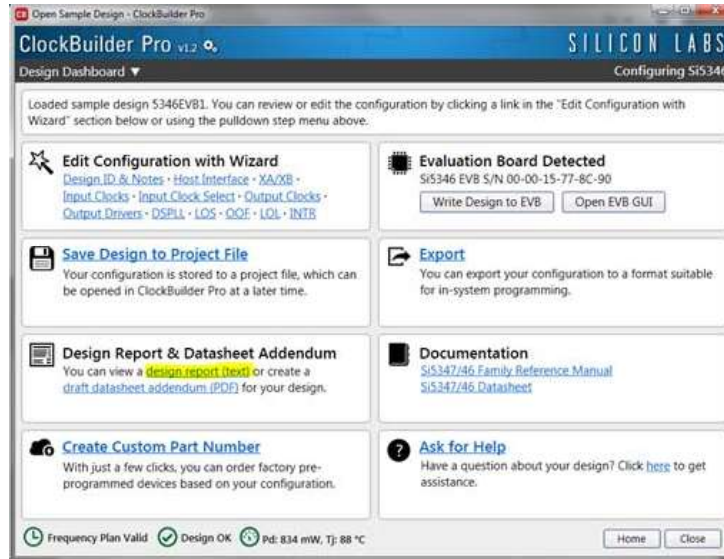 Open Sample Design - ClockBuilder Pro
ClockBuilder Pro v1.2
SILICON LABS
Design Dashboard ▼
Configuring Si5346
Loaded sample design 5346EVB1. You can review or edit the configuration by clicking a link in the "Edit Configuration with
Wizard" section below or using the pulldown step menu above.
Edit Configuration with Wizard
Design ID & Notes · Host Interface · XA/XB ·
Input Clocks · Input Clock Select · Output Clocks ·
Output Drivers · DSPLL · LOS · OOF · LOL · INTR
Evaluation Board Detected
Si5346 EVB S/N 00-00-15-77-8C-90
Write Design to EVB
Open EVB GUI
Save Design to Project File
Your configuration is stored to a project file, which can
be opened in ClockBuilder Pro at a later time.
Export
You can export your configuration to a format suitable
for in-system programming.
Design Report & Datasheet Addendum
You can view a design report (text) or create a
draft datasheet addendum (PDF) for your design.
Documentation
Si5347/46 Family Reference Manual
Si5347/46 Datasheet
Create Custom Part Number
With just a few clicks, you can order factory pre-
programmed devices based on your configuration.
Ask for Help
Have a question about your design? Click here to get
assistance.
Frequency Plan Valid
Design OK
Pd: 834 mW, Tj: 88 °C
Home
Close